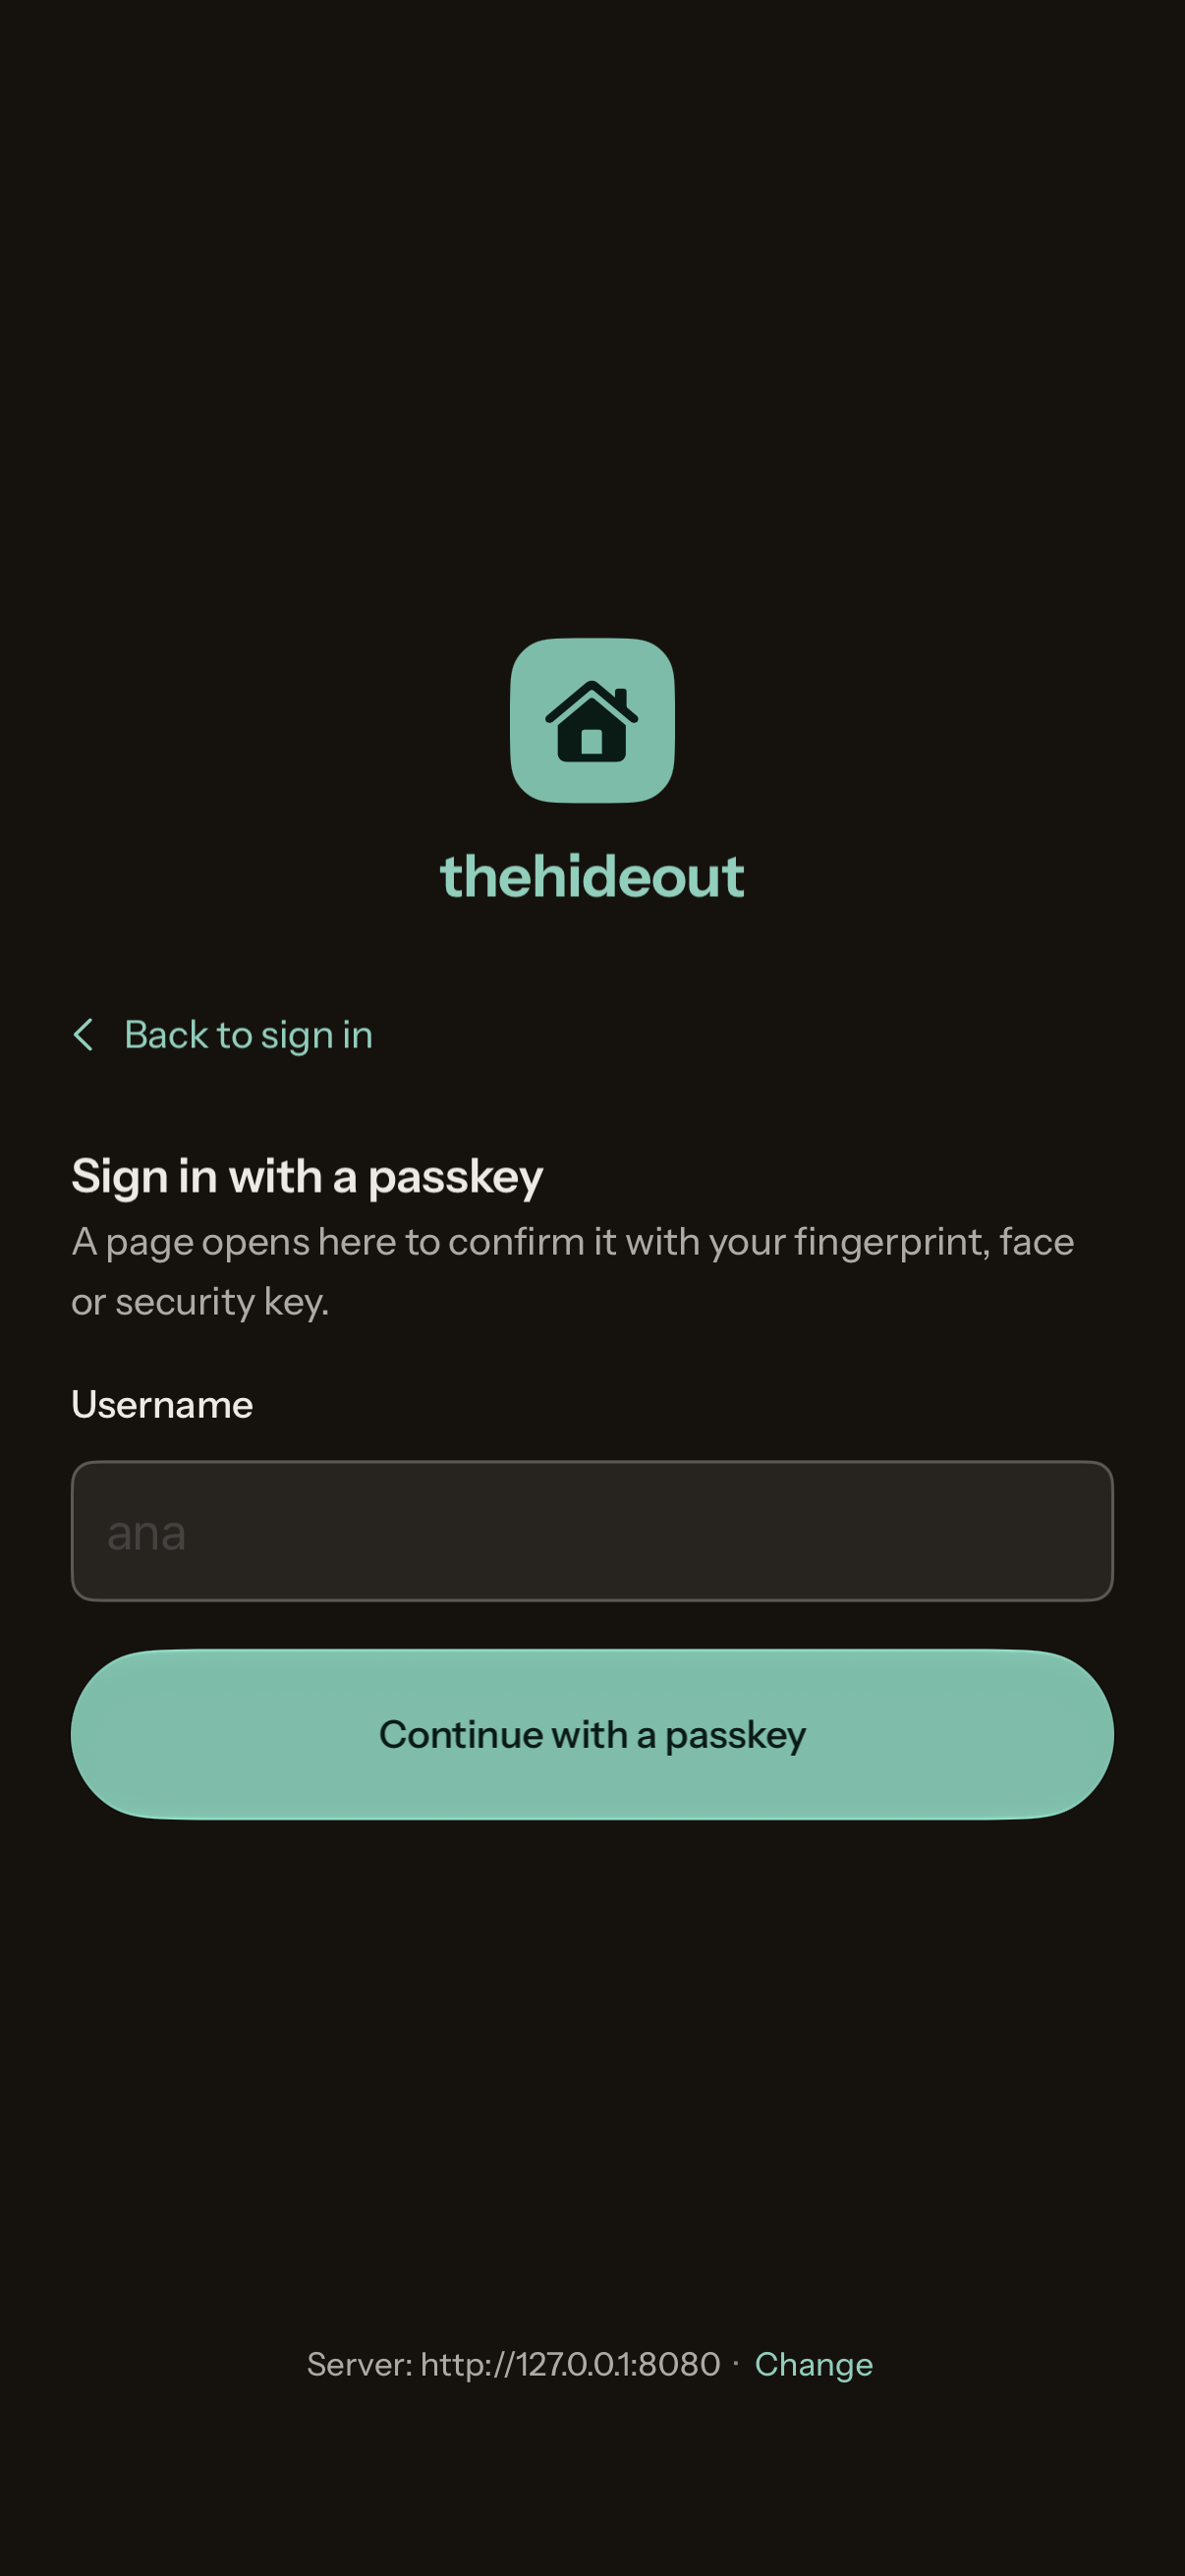 thehideout
Back to sign in
Sign in with a passkey
A page opens here to confirm it with your fingerprint, face
or security key.
Username
ana
Continue with a passkey
Server: http://127.0.0.1:8080 · Change